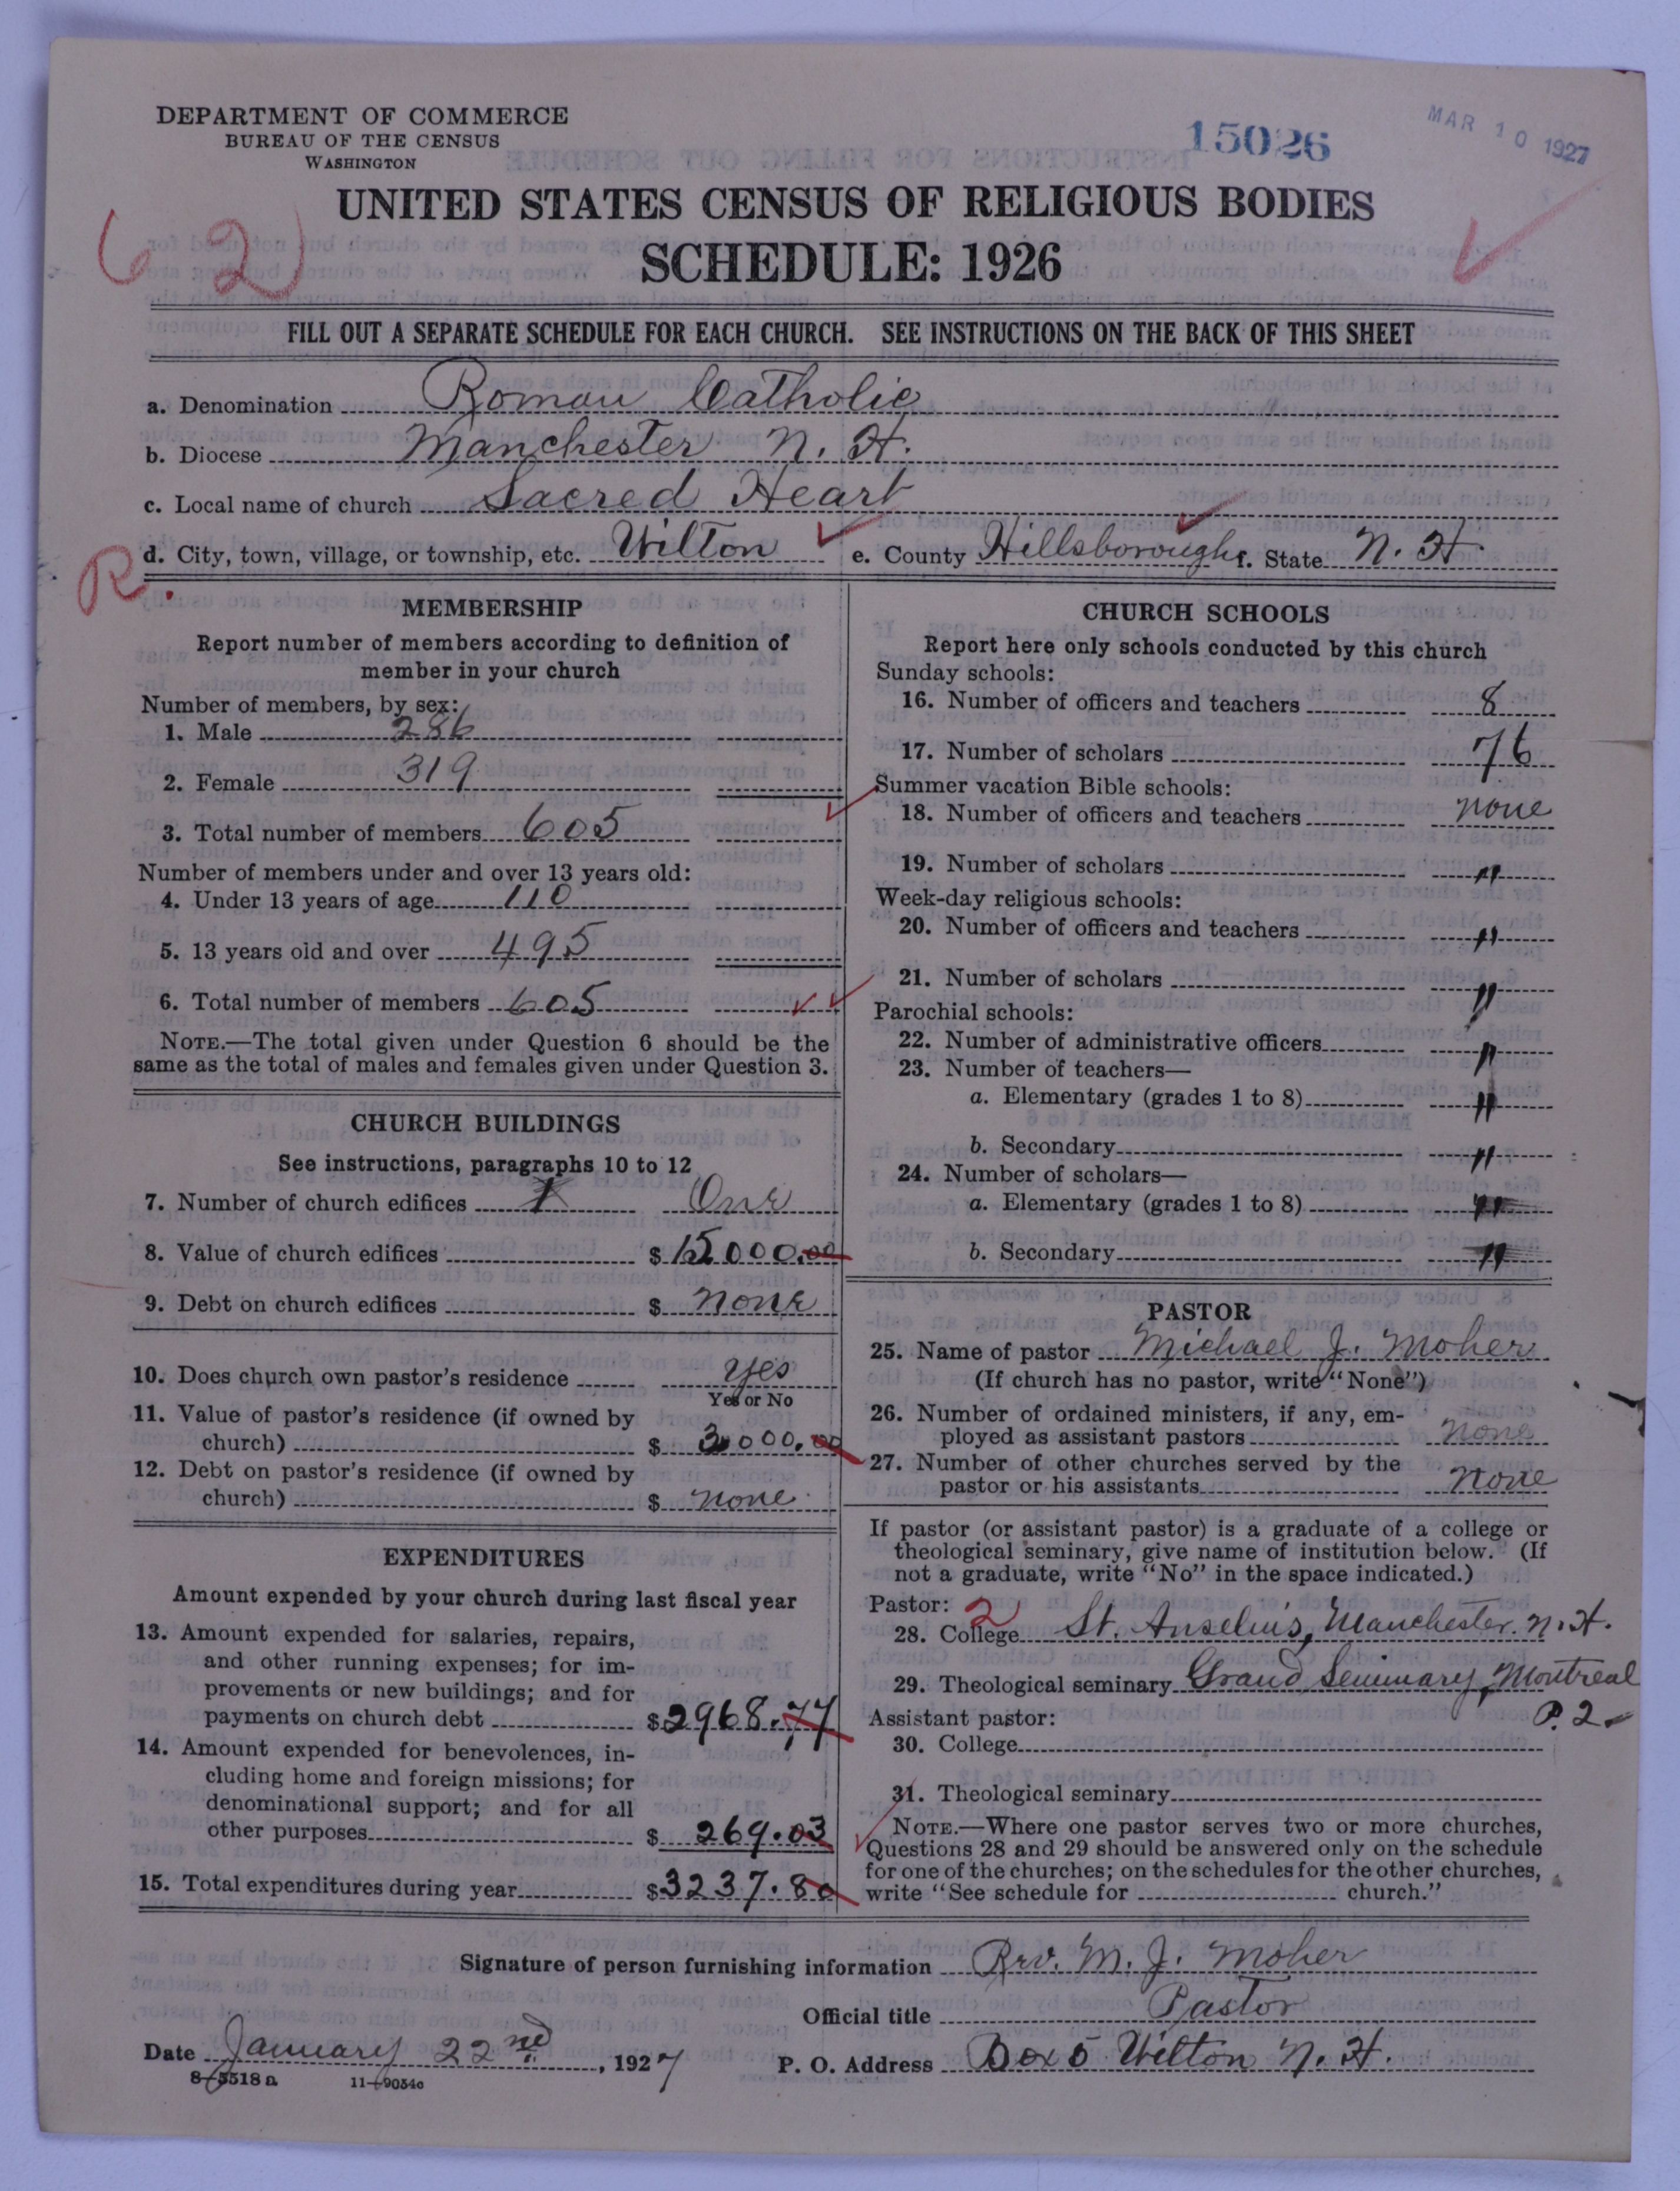 DEPARTMENT OF COMMERCE
BUREAU OF THE CENSUS
WASHINGTON
15026
MAR 10 1927
UNITED STATES CENSUS OF RELIGIOUS BODIES
SCHEDULE: 1926
62
FILL OUT A SEPARATE SCHEDULE FOR EACH CHURCH. SEE INSTRUCTIONS ON THE BACK OF THIS SHEET
a. Denomination Roman Catholic
b. Diocese Manchester N. H.
c. Local name of church Sacred Heart
d. City, town, village, or township, etc. Wilton e. County Hillsborough f. State N. H.
R.
MEMBERSHIP
Report number of members according to definition of
member in your church
Number of members, by sex:
1. Male 286
2. Female 319
3. Total number of members 605
Number of members under and over 13 years old:
4. Under 13 years of age 110
5. 13 years old and over 495
6. Total number of members 605
NOTE.—The total given under Question 6 should be the
same as the total of males and females given under Question 3.
CHURCH BUILDINGS
See instructions, paragraphs 10 to 12
7. Number of church edifices 1 One
8. Value of church edifices $ 15000.00
9. Debt on church edifices $ none
10. Does church own pastor's residence yes
Yes or No
11. Value of pastor's residence (if owned by
church) $ 3000.00
12. Debt on pastor's residence (if owned by
church) $ none
EXPENDITURES
Amount expended by your church during last fiscal year
13. Amount expended for salaries, repairs,
and other running expenses; for im-
provements or new buildings; and for
payments on church debt $ 2968.77
14. Amount expended for benevolences, in-
cluding home and foreign missions; for
denominational support; and for all
other purposes $ 269.03
15. Total expenditures during year $ 3237.80
CHURCH SCHOOLS
Report here only schools conducted by this church
Sunday schools:
16. Number of officers and teachers 8
17. Number of scholars 76
Summer vacation Bible schools:
18. Number of officers and teachers none
19. Number of scholars "
Week-day religious schools:
20. Number of officers and teachers "
21. Number of scholars "
Parochial schools:
22. Number of administrative officers "
23. Number of teachers—
a. Elementary (grades 1 to 8) "
b. Secondary "
24. Number of scholars—
a. Elementary (grades 1 to 8) "
b. Secondary "
PASTOR
25. Name of pastor Michael J. Moher
(If church has no pastor, write "None")
26. Number of ordained ministers, if any, em-
ployed as assistant pastors none
27. Number of other churches served by the
pastor or his assistants none
If pastor (or assistant pastor) is a graduate of a college or
theological seminary, give name of institution below. (If
not a graduate, write "No" in the space indicated.)
Pastor: 2
28. College St. Anselm's, Manchester. N. H.
29. Theological seminary Grand Seminary, Montreal
P. 2
Assistant pastor:
30. College
31. Theological seminary
NOTE.—Where one pastor serves two or more churches,
Questions 28 and 29 should be answered only on the schedule
for one of the churches; on the schedules for the other churches,
write "See schedule for church."
Signature of person furnishing information Rev. M. J. Moher
Official title Pastor
Date January 22nd, 1927 P. O. Address Box 5 Wilton N. H.
8-5518 a 11-9034c